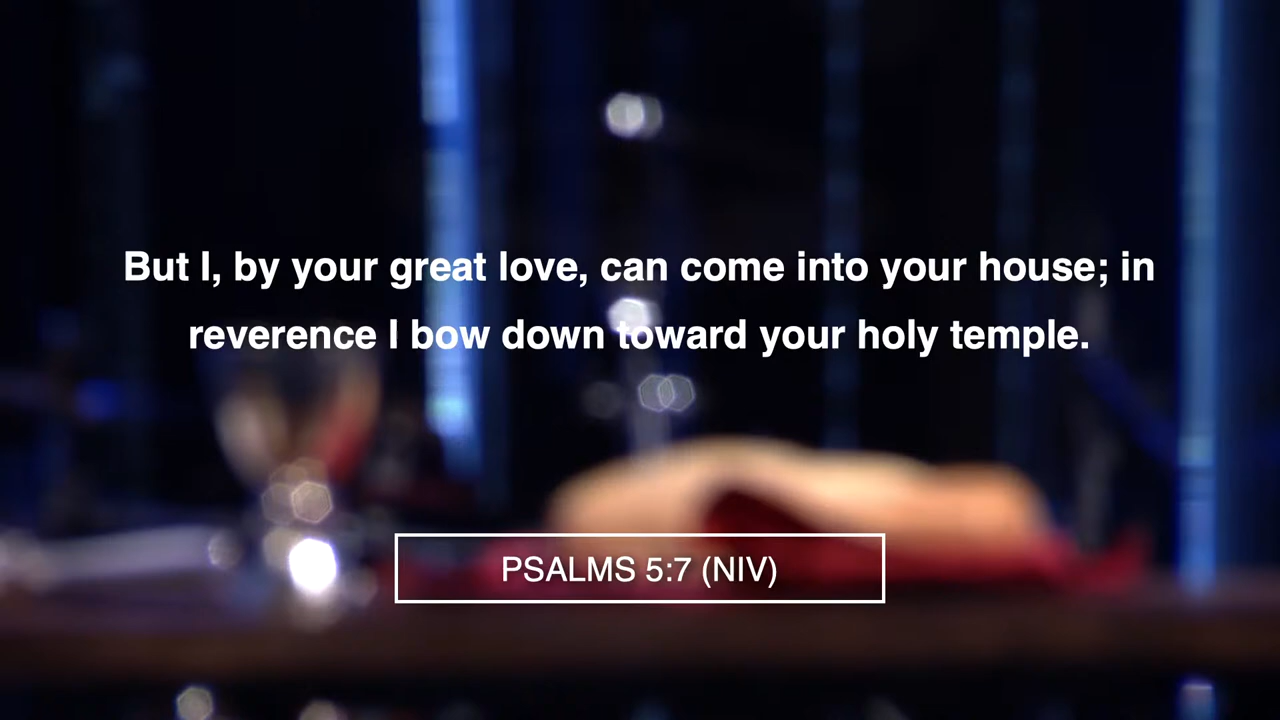 But I, by your great love, can come into your house; in
reverence I bow down toward your holy temple.
PSALMS 5:7 (NIV)